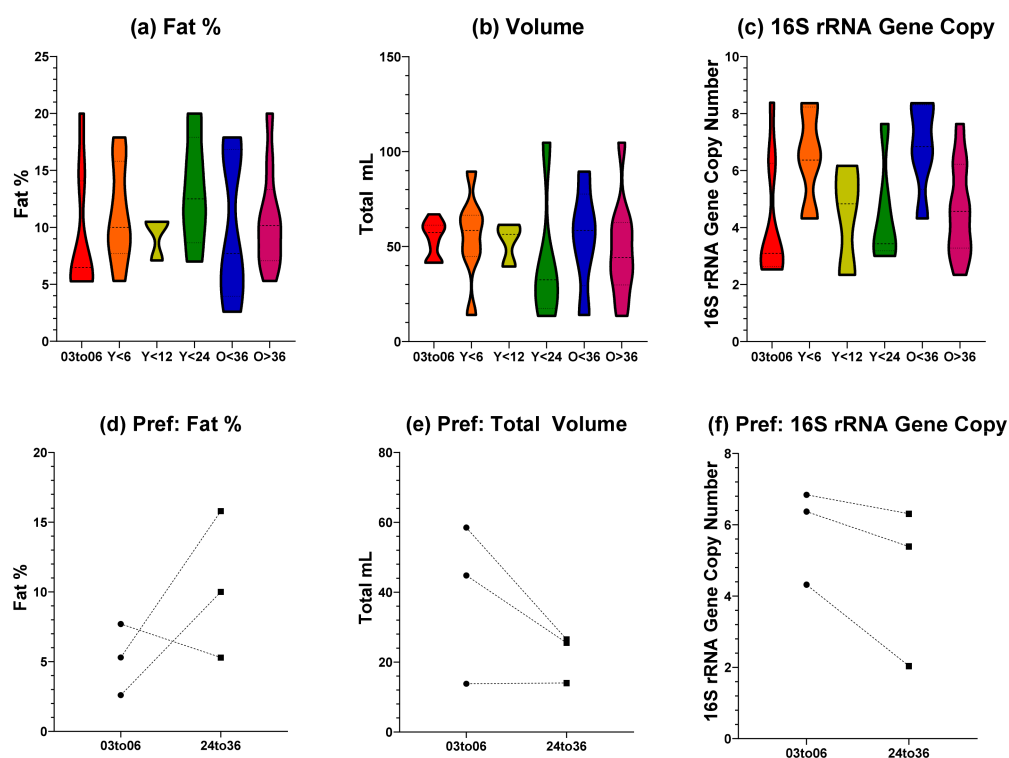 (a) Fat %
Fat %
25
20
15
10
5
0
03to06 Y<6 Y<12 Y<24 O<36 O>36
(b) Volume
Total mL
150
100
50
0
03to06 Y<6 Y<12 Y<24 O<36 O>36
(c) 16S rRNA Gene Copy
16S rRNA Gene Copy Number
10
8
6
4
2
0
03to06 Y<6 Y<12 Y<24 O<36 O>36
(d) Pref: Fat %
Fat %
20
15
10
5
0
03to06 24to36
(e) Pref: Total Volume
Total mL
80
60
40
20
0
03to06 24to36
(f) Pref: 16S rRNA Gene Copy
16S rRNA Gene Copy Number
8
6
4
2
0
03to06 24to36